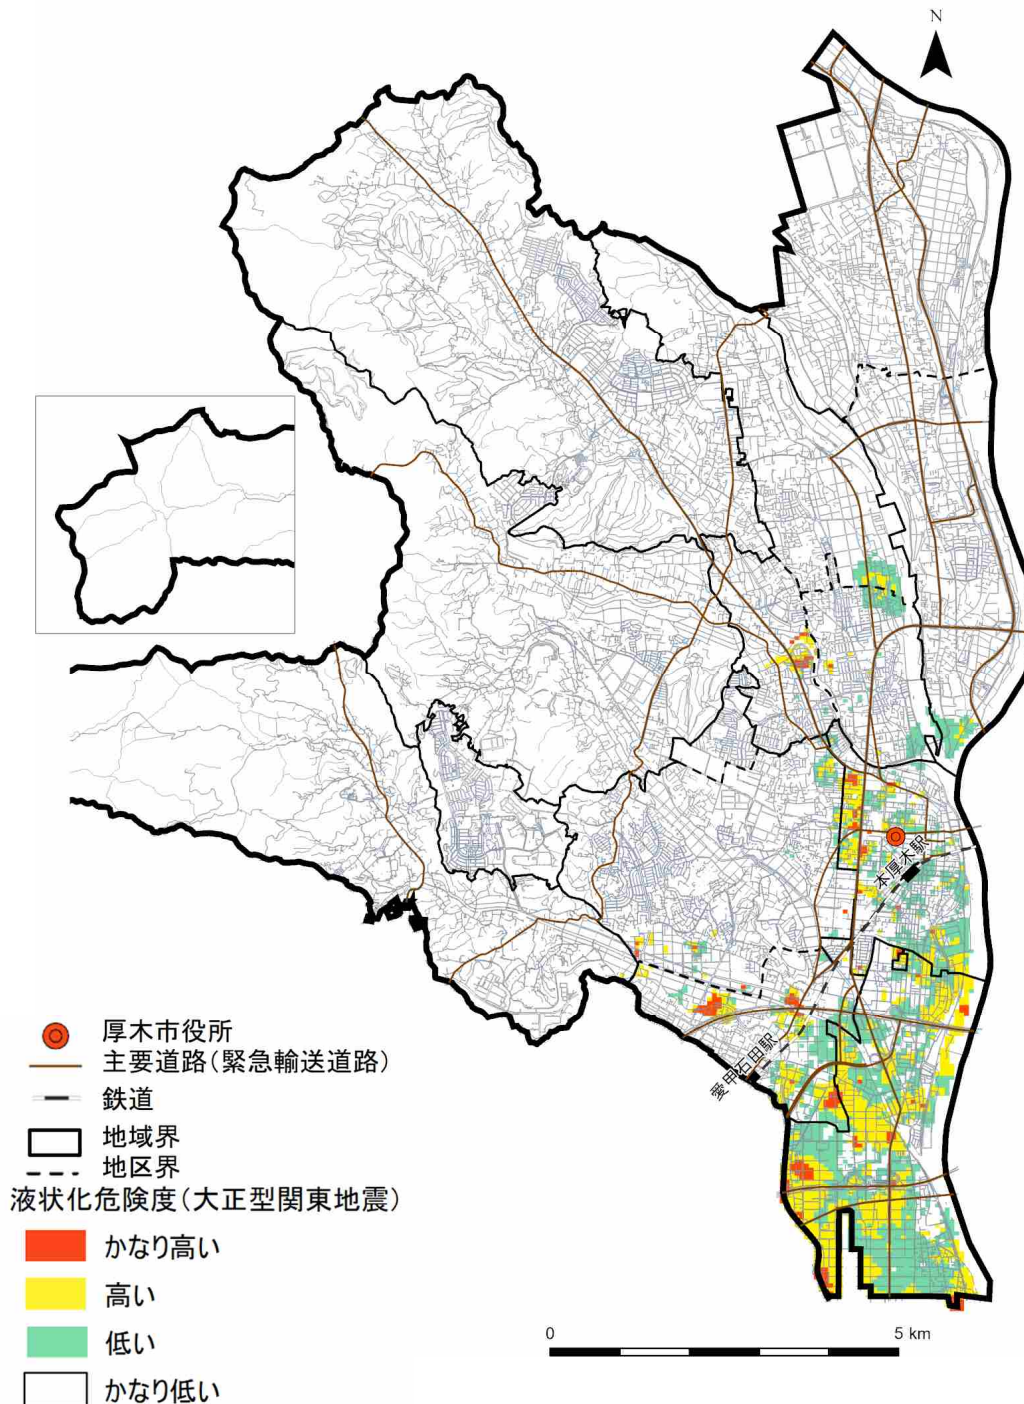 N
本厚木駅
愛甲石田駅
厚木市役所
主要道路（緊急輸送道路）
鉄道
地域界
地区界
液状化危険度（大正型関東地震）
かなり高い
高い
低い
かなり低い
0 5 km